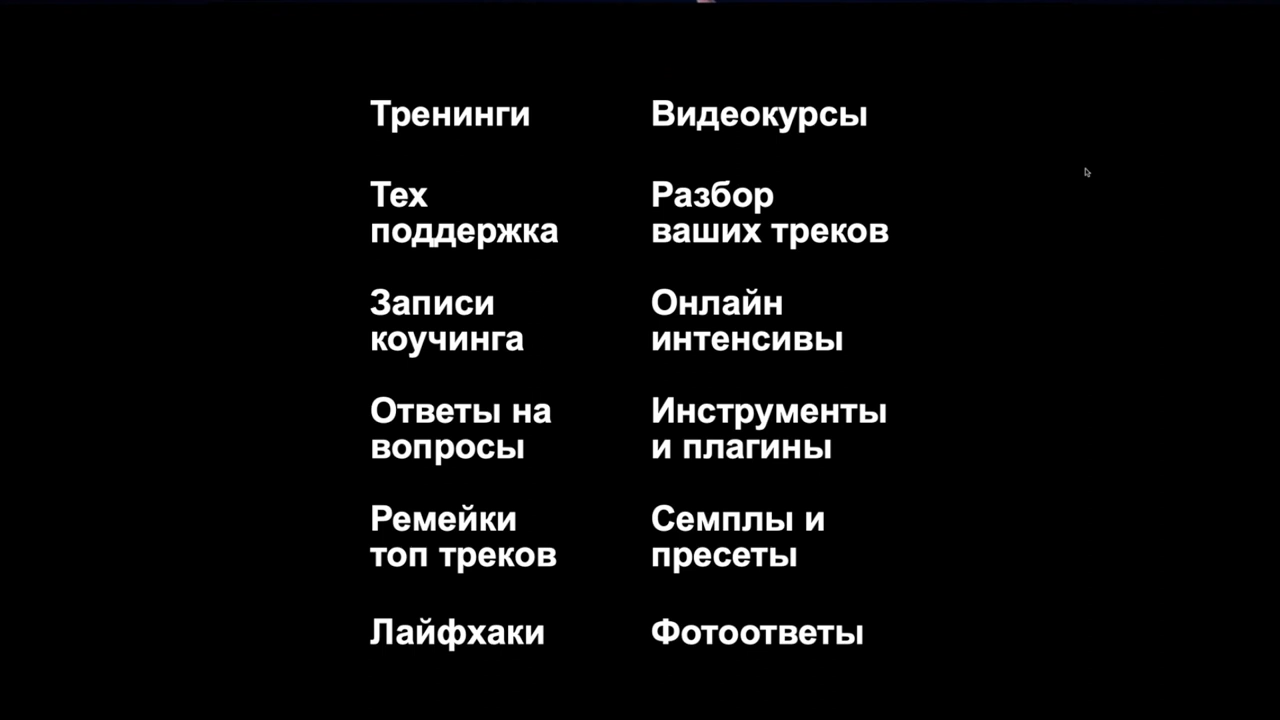 Тренинги
Видеокурсы
Тех
поддержка
Разбор
ваших треков
Записи
коучинга
Онлайн
интенсивы
Ответы на
вопросы
Инструменты
и плагины
Ремейки
топ треков
Семплы и
пресеты
Лайфхаки
Фотоответы